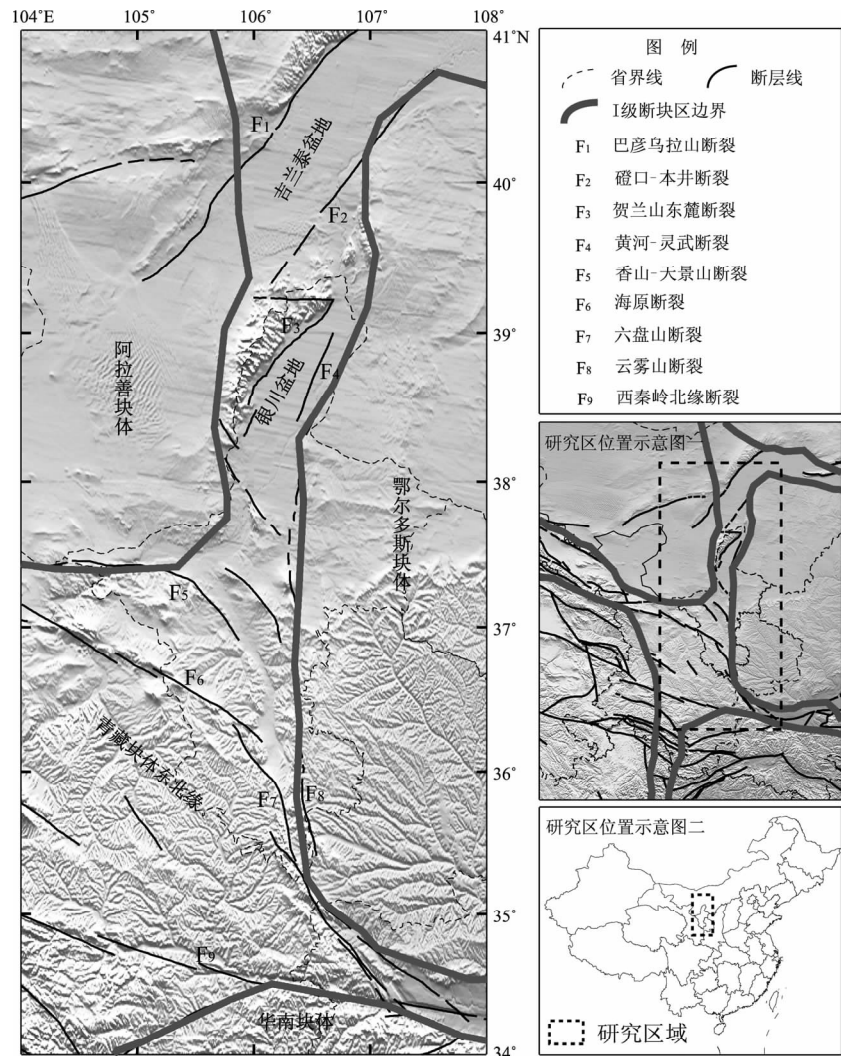 104°E
105°
106°
107°
108°
41°N
40°
39°
38°
37°
36°
35°
34°
F1
吉兰泰盆地
F2
F3
银川盆地
F4
阿拉善块体
鄂尔多斯块体
F5
F6
青藏块体东北缘
F7
F8
F9
华南块体
图 例
省界线
断层线
I级断块区边界
F1 巴彦乌拉山断裂
F2 磴口-本井断裂
F3 贺兰山东麓断裂
F4 黄河-灵武断裂
F5 香山-天景山断裂
F6 海原断裂
F7 六盘山断裂
F8 云雾山断裂
F9 西秦岭北缘断裂
研究区位置示意图一
研究区位置示意图二
研究区域